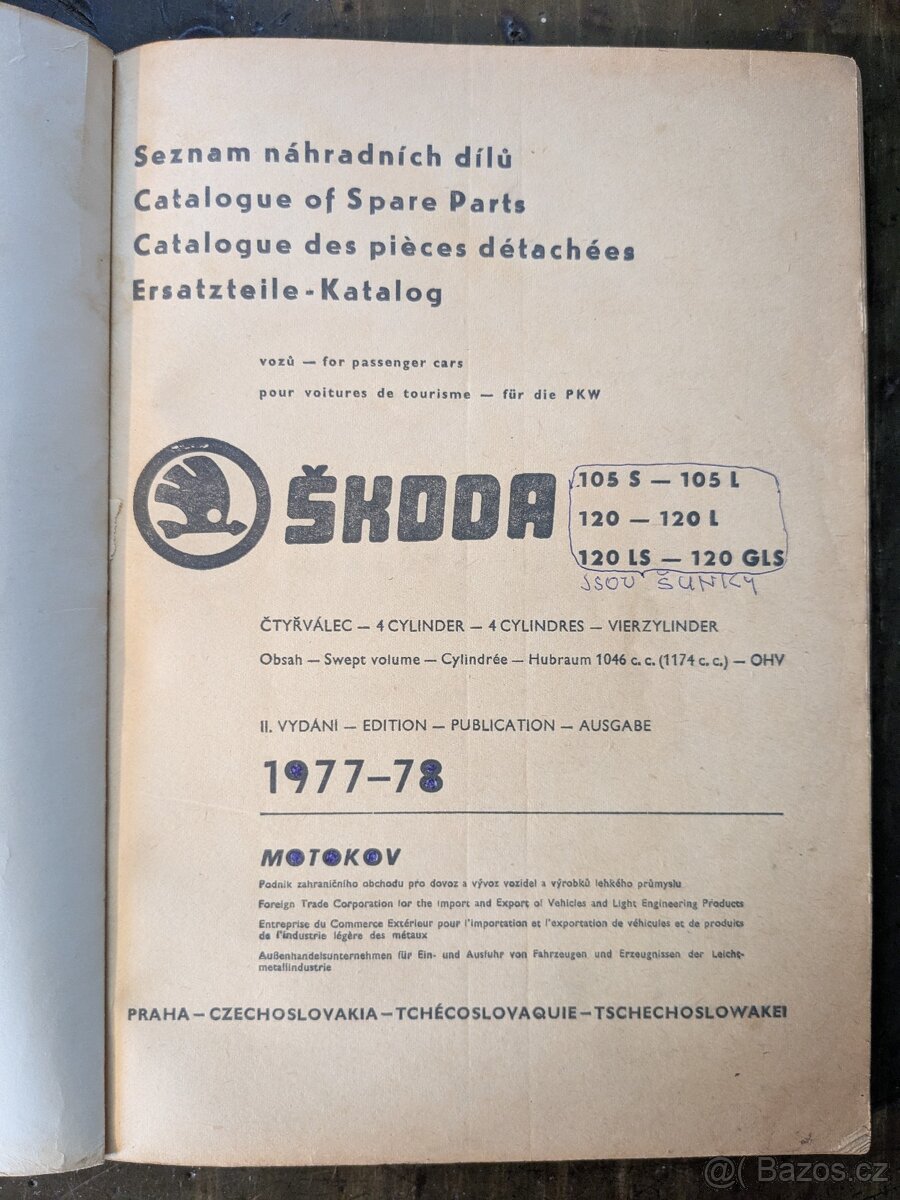 Seznam náhradních dílů
Catalogue of Spare Parts
Catalogue des pièces détachées
Ersatzteile-Katalog
vozů — for passenger cars
pour voitures de tourisme — für die PKW
ŠKODA
105 S — 105 L
120 — 120 L
120 LS — 120 GLS
JSOU ŠUNKY
ČTYŘVÁLEC — 4 CYLINDER — 4 CYLINDRES — VIERZYLINDER
Obsah — Swept volume — Cylindrée — Hubraum 1046 c. c. (1174 c. c.) — OHV
II. VYDÁNÍ — EDITION — PUBLICATION — AUSGABE
1977–78
MOTOKOV
Podnik zahraničního obchodu pro dovoz a vývoz vozidel a výrobků lehkého průmyslu
Foreign Trade Corporation for the Import and Export of Vehicles and Light Engineering Products
Entreprise du Commerce Extérieur pour l'importation et l'exportation de véhicules et de produits
de l'industrie légère des métaux
Außenhandelsunternehmen für Ein- und Ausfuhr von Fahrzeugen und Erzeugnissen der Leicht-
metallindustrie
PRAHA — CZECHOSLOVAKIA — TCHÉCOSLOVAQUIE — TSCHECHOSLOWAKEI
@( Bazos.cz